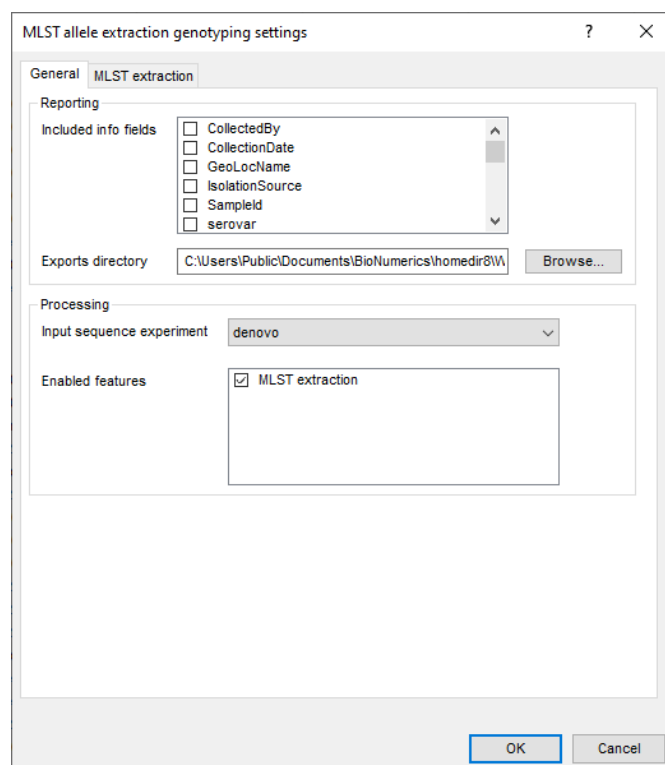 MLST allele extraction genotyping settings
General
MLST extraction
Reporting
Included info fields
CollectedBy
CollectionDate
GeoLocName
IsolationSource
SampleId
serovar
Exports directory
C:\Users\Public\Documents\BioNumerics\homedir8\W
Browse...
Processing
Input sequence experiment
denovo
Enabled features
MLST extraction
OK
Cancel